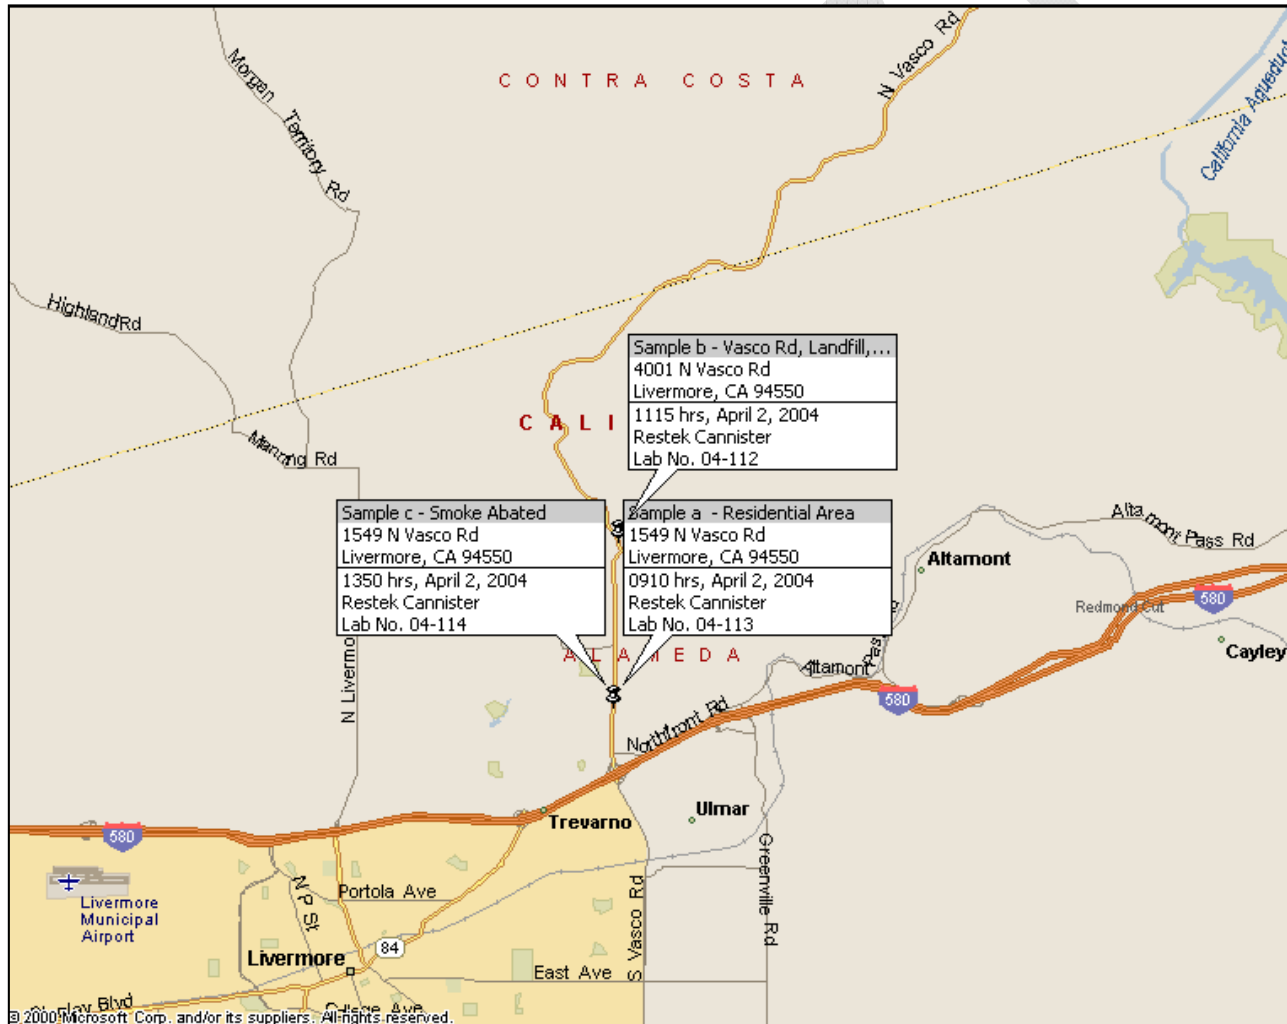 N Vasco Rd
California Aqueduct
Morgan Territory Rd
CONTRA COSTA
Highland Rd
Manning Rd
Sample b - Vasco Rd, Landfill,...
4001 N Vasco Rd
Livermore, CA 94550
1115 hrs, April 2, 2004
Restek Cannister
Lab No. 04-112
CALI
Sample c - Smoke Abated
1549 N Vasco Rd
Livermore, CA 94550
1350 hrs, April 2, 2004
Restek Cannister
Lab No. 04-114
Sample a - Residential Area
1549 N Vasco Rd
Livermore, CA 94550
0910 hrs, April 2, 2004
Restek Cannister
Lab No. 04-113
Altamont Pass Rd
Altamont
Redmond Cut
580
Cayley
ALAMEDA
Altamont Pas
580
N Livermo
Northfront Rd
Trevarno
Ulmar
580
Greenville Rd
S Vasco Rd
Livermore
Municipal
Airport
N P St
Portola Ave
84
Livermore
East Ave
Blvd
College Ave
© 2000 Microsoft Corp. and/or its suppliers. All rights reserved.